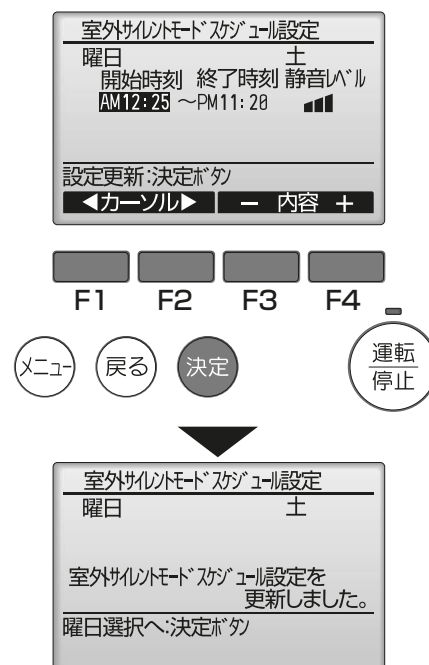 室外サイレントモードスケジュール設定
曜日 土
開始時刻 終了時刻 静音レベル
AM12:25 ～PM11:20
設定更新:決定ボタン
◀カーソル▶ － 内容 ＋
F1 F2 F3 F4
メニュー 戻る 決定 運転
停止
室外サイレントモードスケジュール設定
曜日 土
室外サイレントモードスケジュール設定を
更新しました。
曜日選択へ:決定ボタン